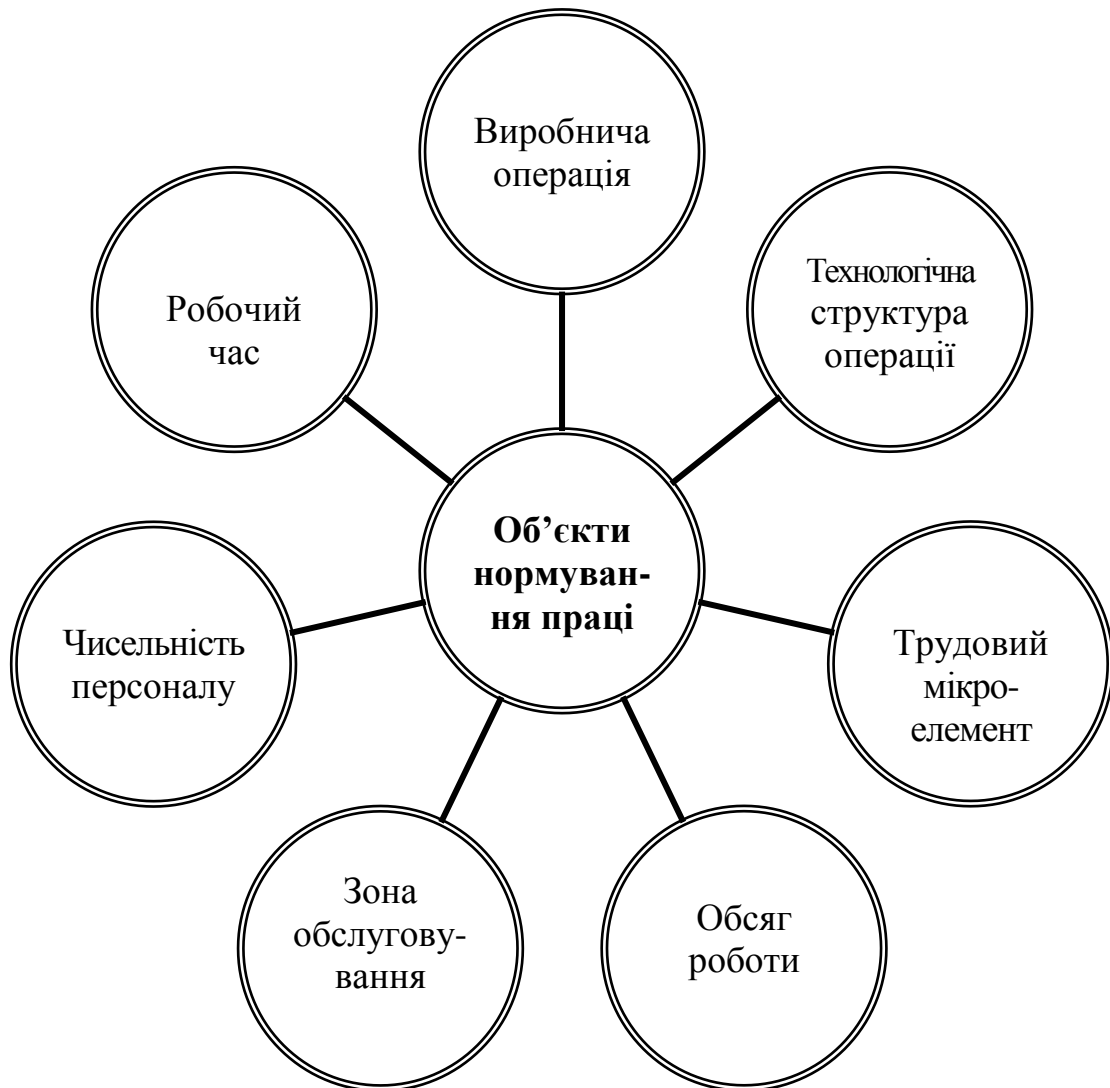 Виробнича
операція
Технологічна
структура
операції
Робочий
час
Об’єкти
нормуван-
ня праці
Трудовий
мікро-
елемент
Чисельність
персоналу
Зона
обслугову-
вання
Обсяг
роботи